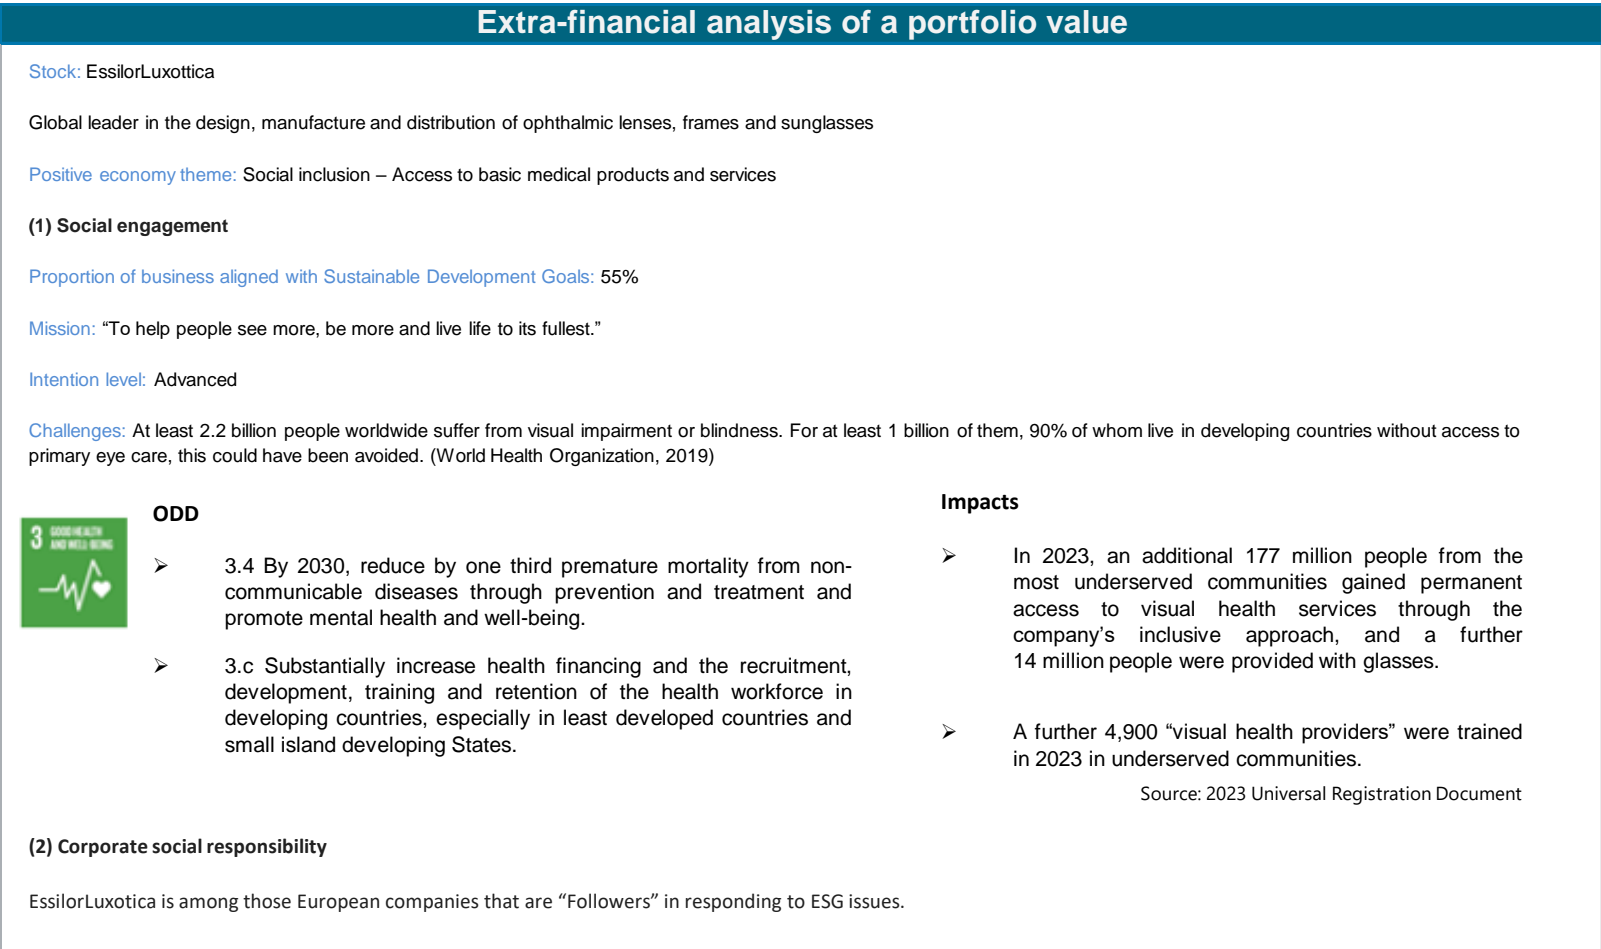 Extra-financial analysis of a portfolio value
Stock: EssilorLuxottica
Global leader in the design, manufacture and distribution of ophthalmic lenses, frames and sunglasses
Positive economy theme: Social inclusion – Access to basic medical products and services
(1) Social engagement
Proportion of business aligned with Sustainable Development Goals: 55%
Mission: “To help people see more, be more and live life to its fullest.”
Intention level: Advanced
Challenges: At least 2.2 billion people worldwide suffer from visual impairment or blindness. For at least 1 billion of them, 90% of whom live in developing countries without access to
primary eye care, this could have been avoided. (World Health Organization, 2019)
3 GOOD HEALTH
AND WELL-BEING
ODD
➢ 3.4 By 2030, reduce by one third premature mortality from non-
communicable diseases through prevention and treatment and
promote mental health and well-being.
➢ 3.c Substantially increase health financing and the recruitment,
development, training and retention of the health workforce in
developing countries, especially in least developed countries and
small island developing States.
Impacts
➢ In 2023, an additional 177 million people from the
most underserved communities gained permanent
access to visual health services through the
company’s inclusive approach, and a further
14 million people were provided with glasses.
➢ A further 4,900 “visual health providers” were trained
in 2023 in underserved communities.
Source: 2023 Universal Registration Document
(2) Corporate social responsibility
EssilorLuxotica is among those European companies that are “Followers” in responding to ESG issues.